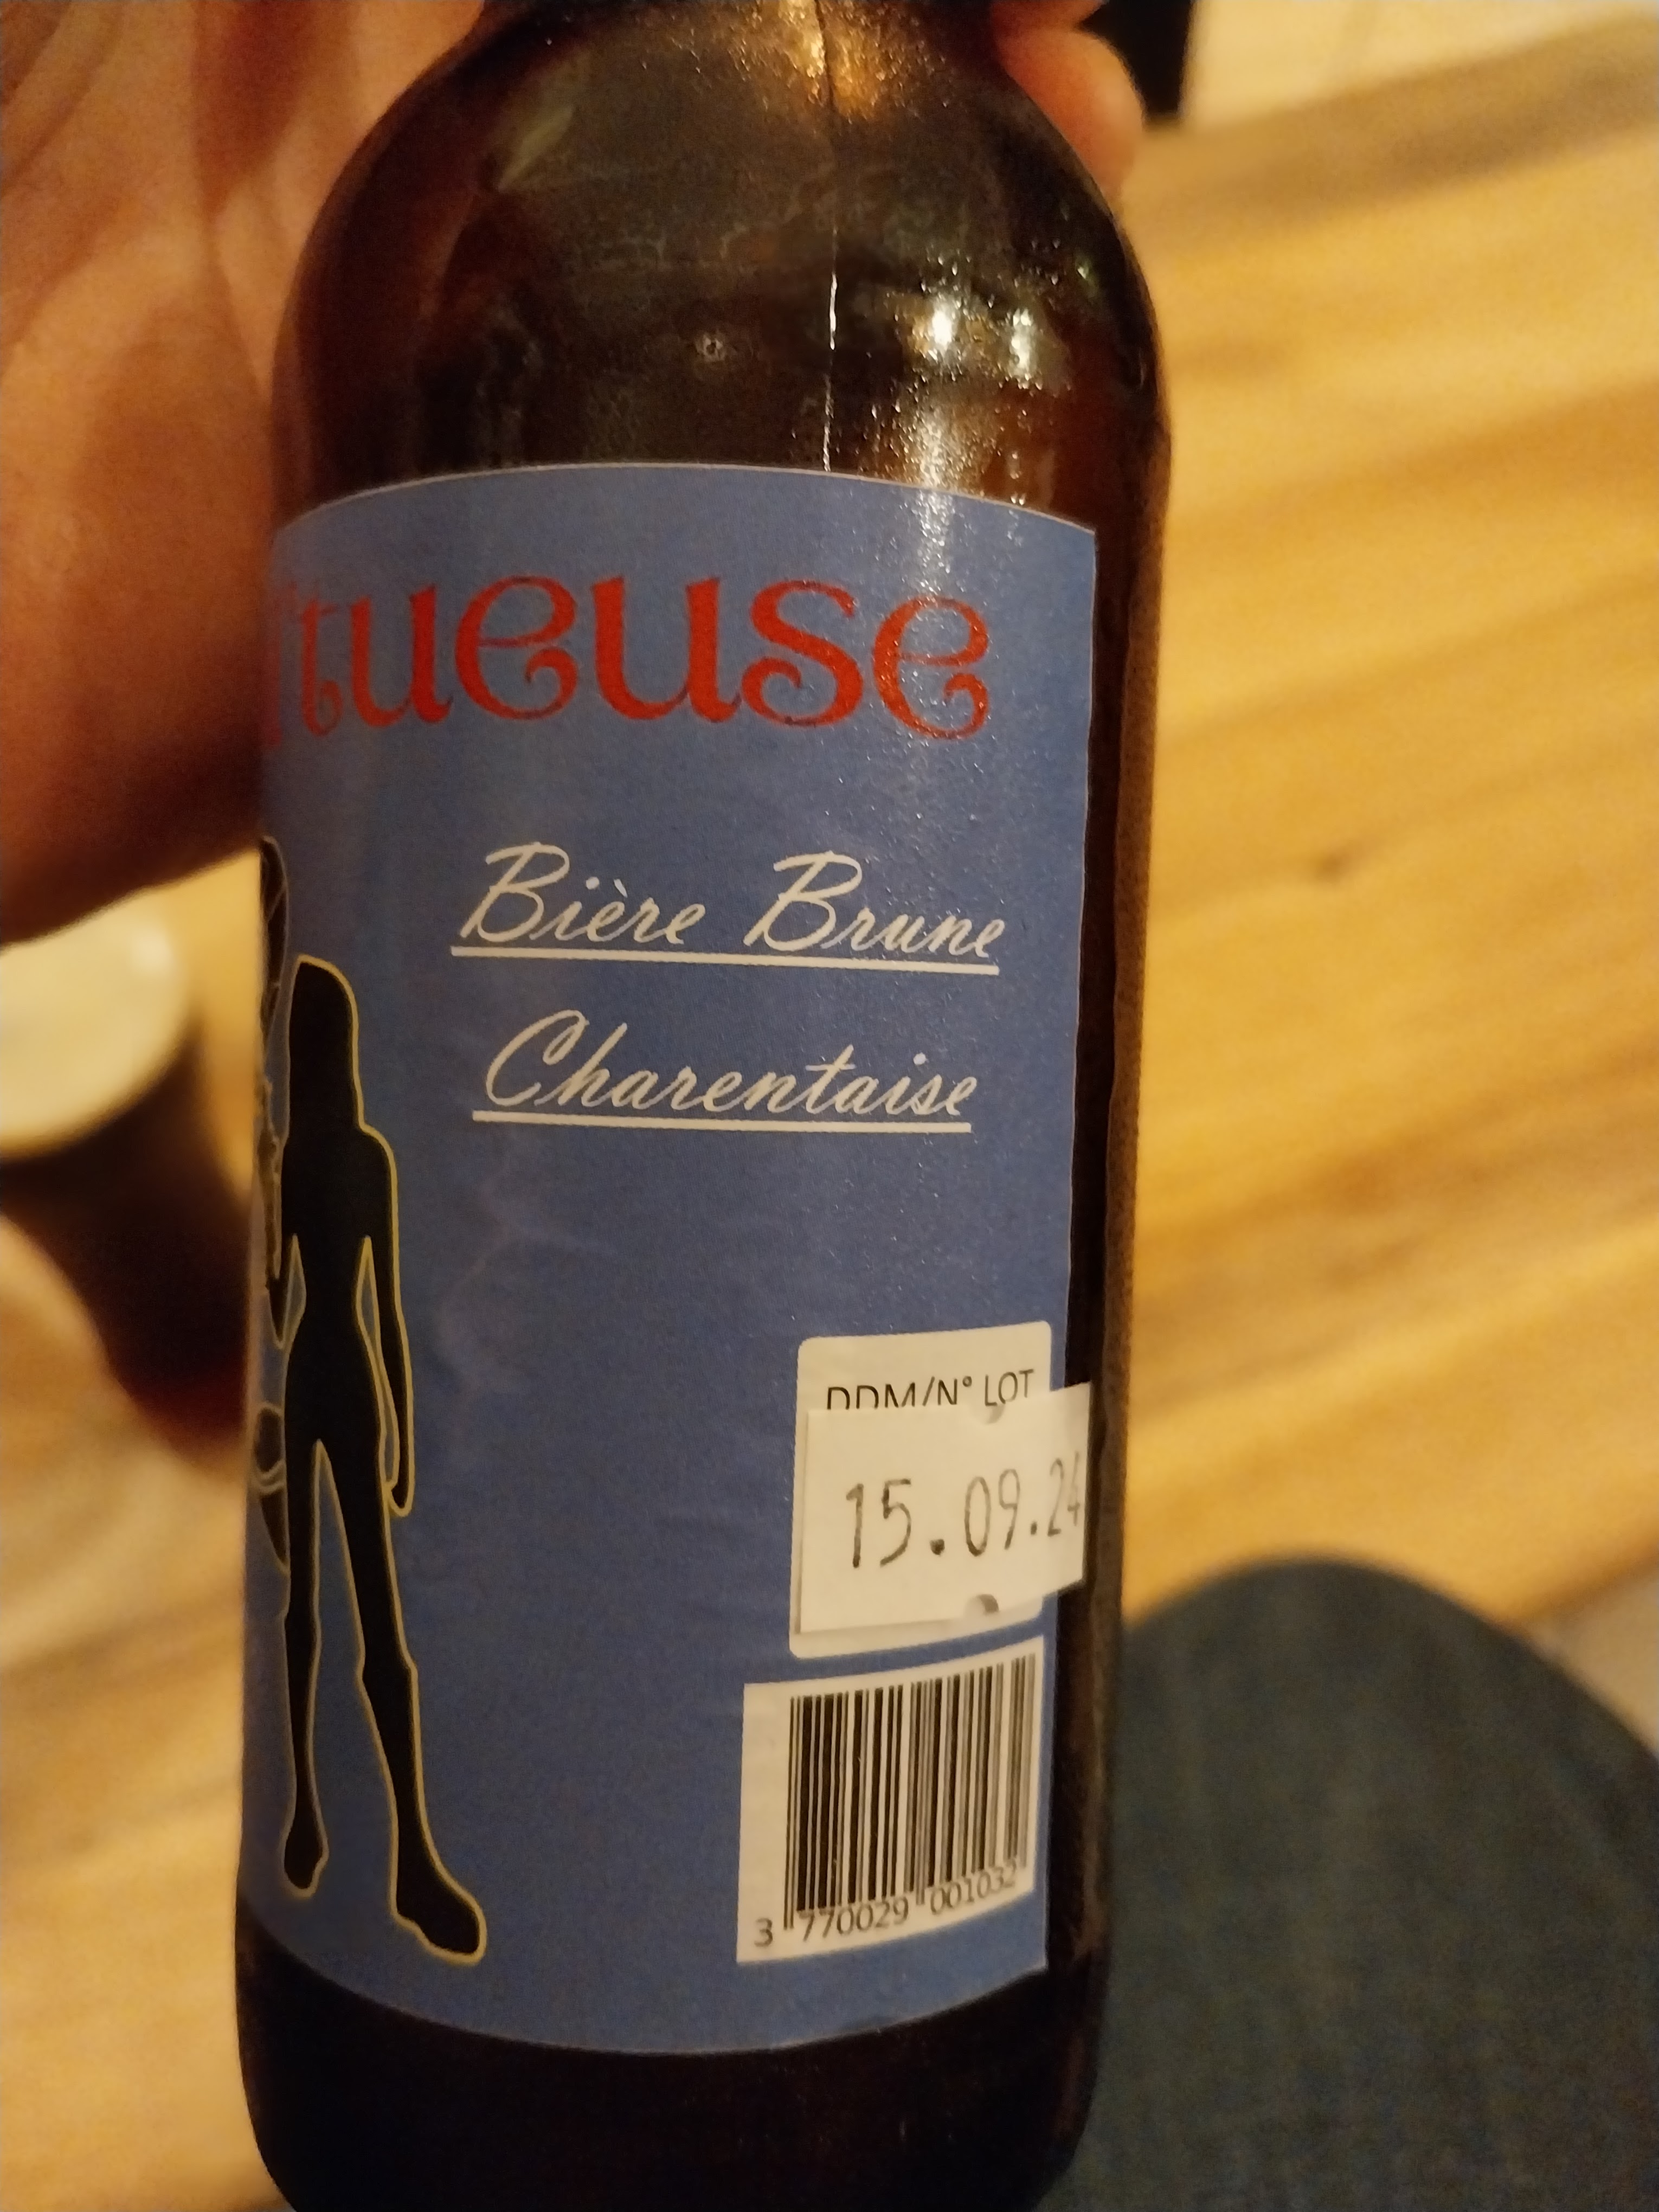 tueuse
Bière Brune
Charentaise
DDM/N° LOT
15.09.24
3 770029 001032